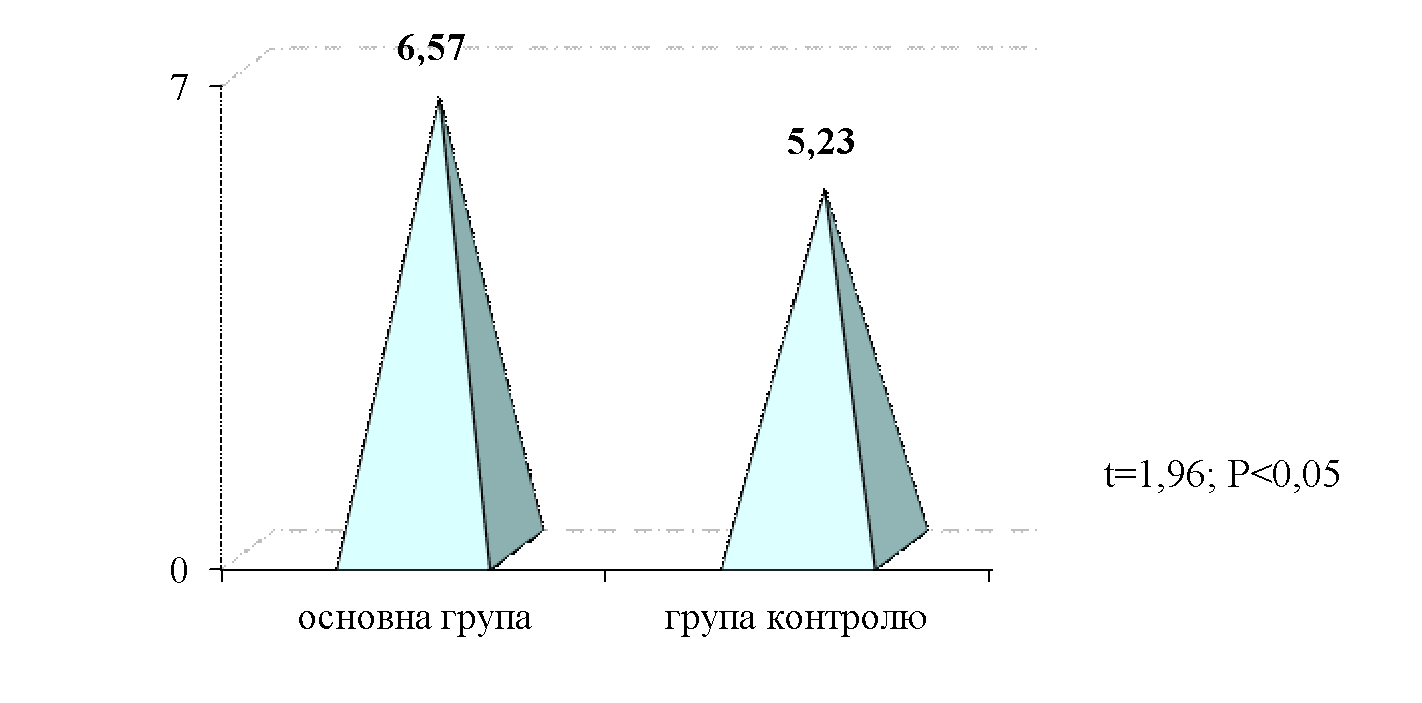 6,57
7
5,23
t=1,96; P<0,05
0
основна група
група контролю